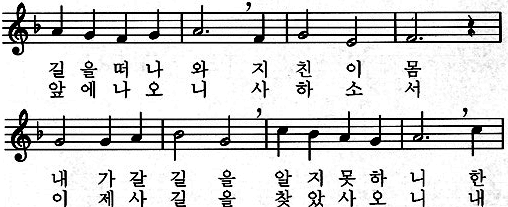 길 을 떠 나 와 지 친 이 몸
앞 에 나 오 니 사 하 소 서
내 가 갈 길 을 알 지 못 하 니 한
이 제 사 길 을 찾 았 사 오 니 내